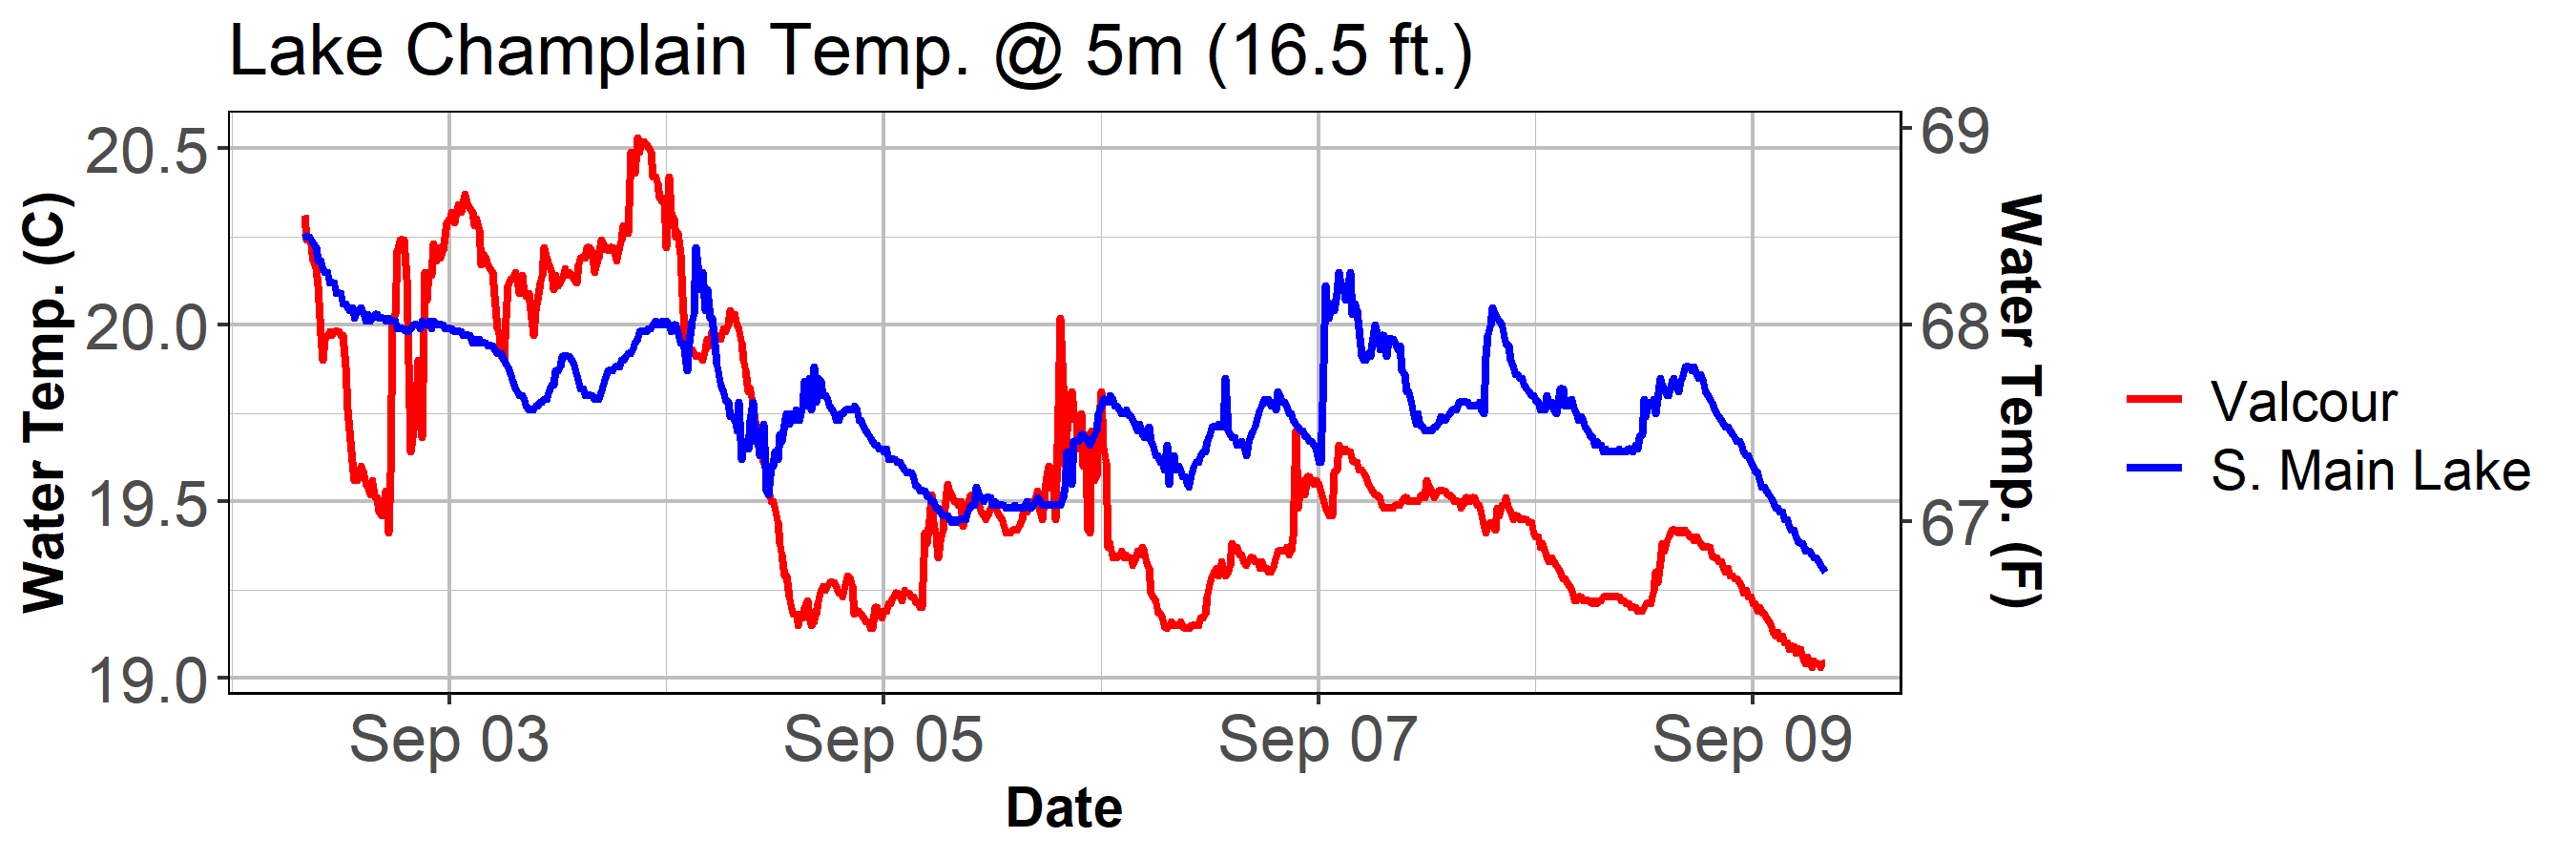 Lake Champlain Temp. @ 5m (16.5 ft.)
Water Temp. (C)
20.5
20.0
19.5
19.0
69
68
67
Water Temp. (F)
Sep 03 Sep 05 Sep 07 Sep 09
Date
Valcour
S. Main Lake